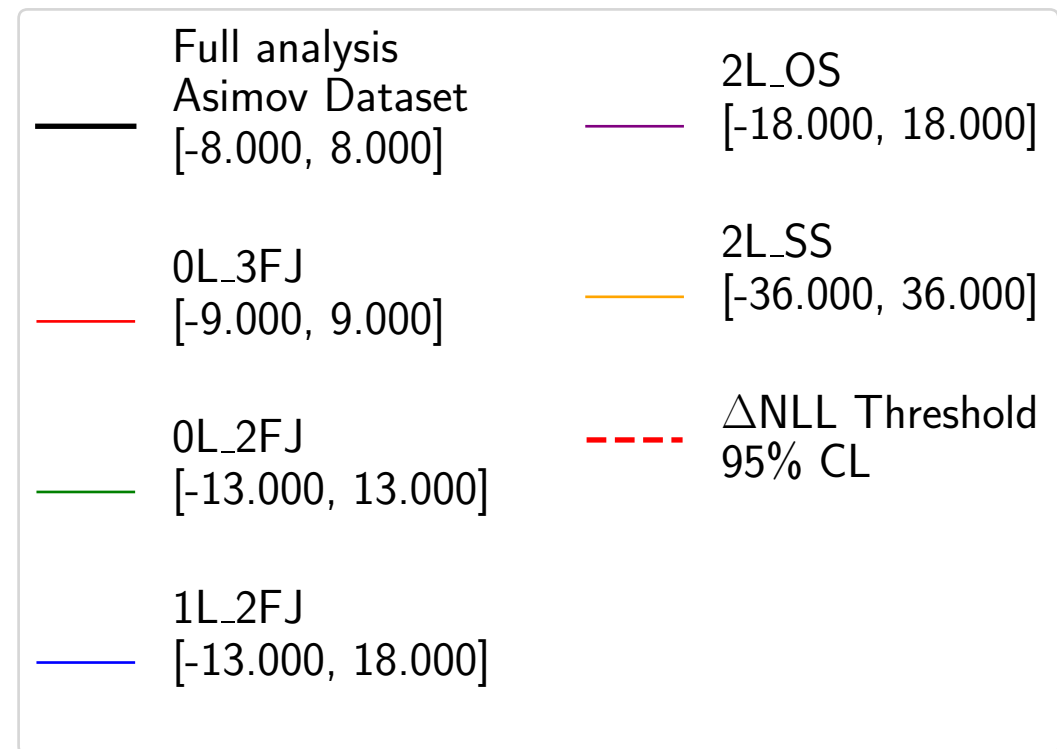 Full analysis
Asimov Dataset
[-8.000, 8.000]
0L_3FJ
[-9.000, 9.000]
0L_2FJ
[-13.000, 13.000]
1L_2FJ
[-13.000, 18.000]
2L_OS
[-18.000, 18.000]
2L_SS
[-36.000, 36.000]
ΔNLL Threshold
95% CL